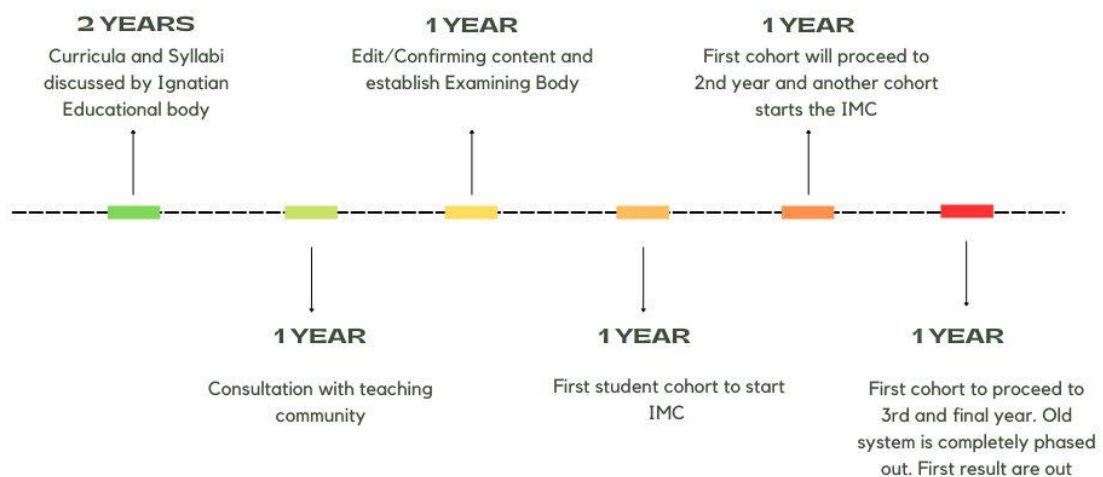 2 YEARS
Curricula and Syllabi
discussed by Ignatian
Educational body
1 YEAR
Consultation with teaching
community
1 YEAR
Edit/Confirming content and
establish Examining Body
1 YEAR
First student cohort to start
IMC
1 YEAR
First cohort will proceed to
2nd year and another cohort
starts the IMC
1 YEAR
First cohort to proceed to
3rd and final year. Old
system is completely phased
out. First result are out